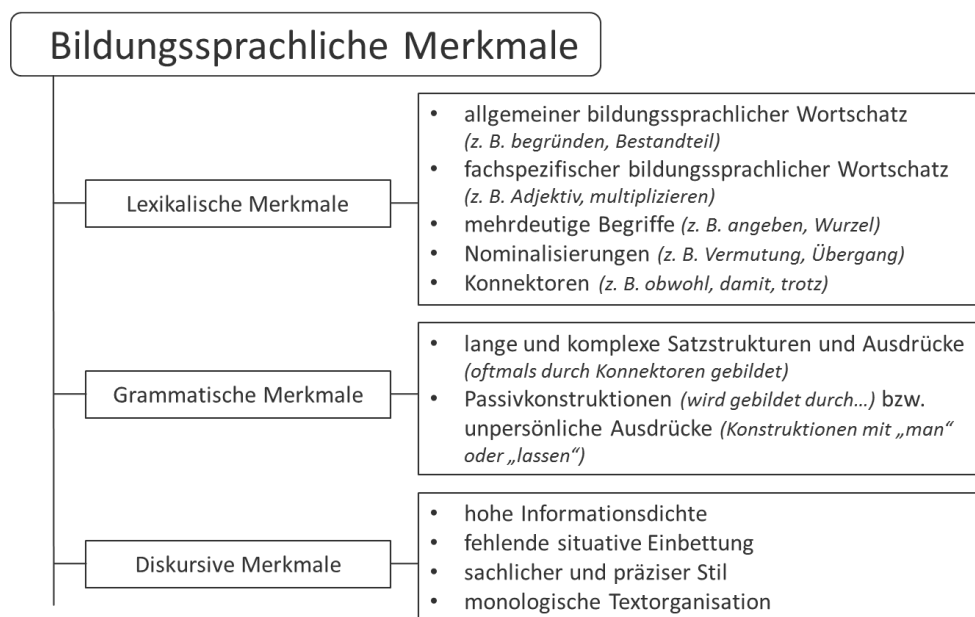 Bildungssprachliche Merkmale
Lexikalische Merkmale
• allgemeiner bildungssprachlicher Wortschatz
(z. B. begründen, Bestandteil)
• fachspezifischer bildungssprachlicher Wortschatz
(z. B. Adjektiv, multiplizieren)
• mehrdeutige Begriffe (z. B. angeben, Wurzel)
• Nominalisierungen (z. B. Vermutung, Übergang)
• Konnektoren (z. B. obwohl, damit, trotz)
Grammatische Merkmale
• lange und komplexe Satzstrukturen und Ausdrücke
(oftmals durch Konnektoren gebildet)
• Passivkonstruktionen (wird gebildet durch...) bzw.
unpersönliche Ausdrücke (Konstruktionen mit „man“
oder „lassen“)
Diskursive Merkmale
• hohe Informationsdichte
• fehlende situative Einbettung
• sachlicher und präziser Stil
• monologische Textorganisation